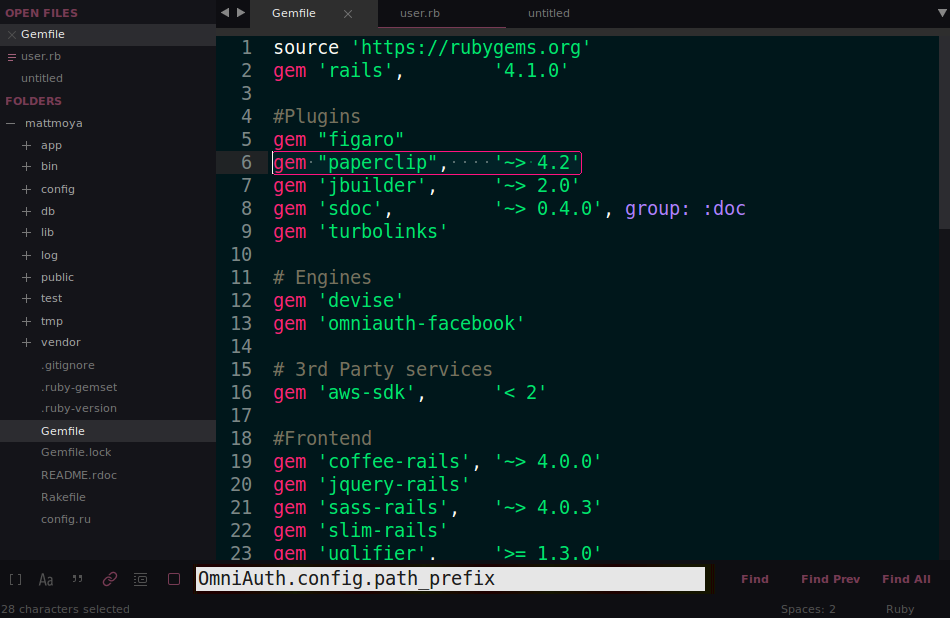 OPEN FILES
Gemfile
user.rb
untitled
FOLDERS
mattmoya
app
bin
config
db
lib
log
public
test
tmp
vendor
.gitignore
.ruby-gemset
.ruby-version
Gemfile
Gemfile.lock
README.rdoc
Rakefile
config.ru
Gemfile user.rb untitled
1 source 'https://rubygems.org'
2 gem 'rails', '4.1.0'
3
4 #Plugins
5 gem "figaro"
6 gem "paperclip", '~> 4.2'
7 gem 'jbuilder', '~> 2.0'
8 gem 'sdoc', '~> 0.4.0', group: :doc
9 gem 'turbolinks'
10
11 # Engines
12 gem 'devise'
13 gem 'omniauth-facebook'
14
15 # 3rd Party services
16 gem 'aws-sdk', '< 2'
17
18 #Frontend
19 gem 'coffee-rails', '~> 4.0.0'
20 gem 'jquery-rails'
21 gem 'sass-rails', '~> 4.0.3'
22 gem 'slim-rails'
23 gem 'uglifier', '>= 1.3.0'
[] Aa " OmniAuth.config.path_prefix Find Find Prev Find All
28 characters selected Spaces: 2 Ruby